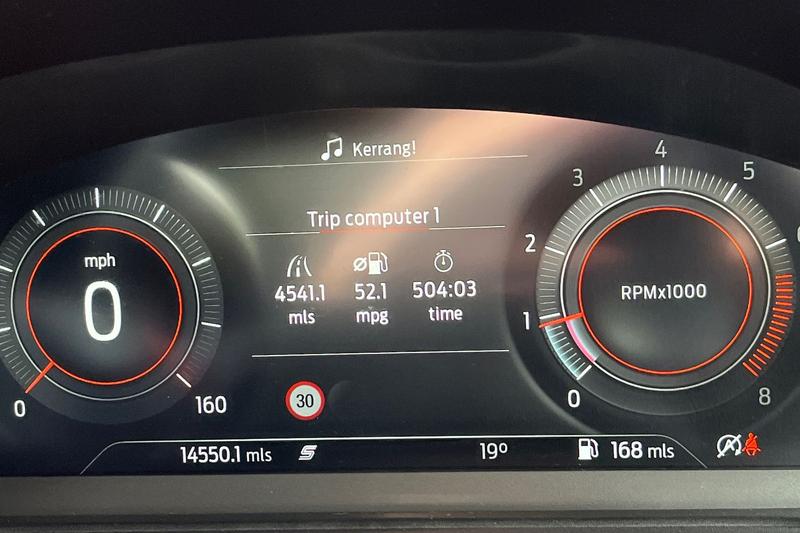 Kerrang!
Trip computer 1
4541.1 52.1 504:03
mls mpg time
mph
0
0 160
30
3 4 5
2
1
0 8
RPMx1000
14550.1 mls S 19º 168 mls
A